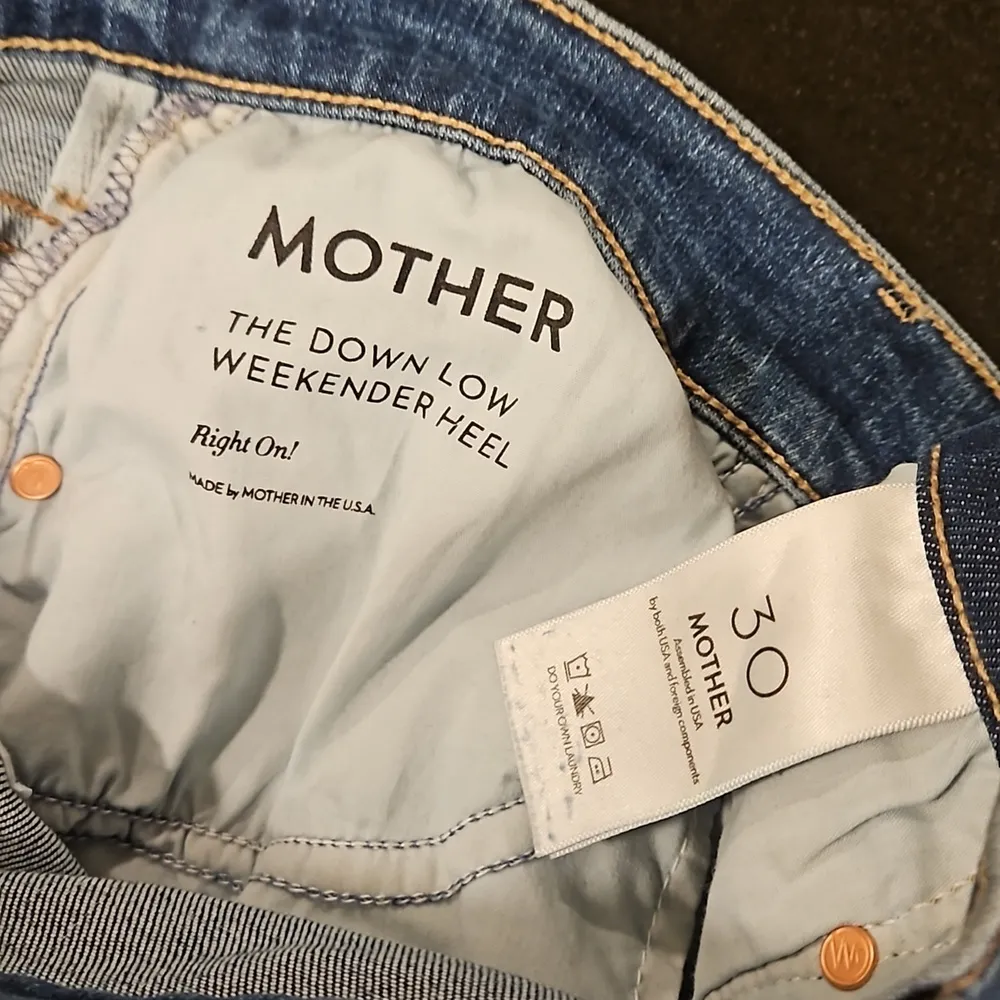 MOTHER
THE DOWN LOW
WEEKENDER HEEL
Right On!
MADE by MOTHER IN THE U.S.A.
30
MOTHER
Assembled in USA
by both USA and foreign components
DO YOUR OWN LAUNDRY
M